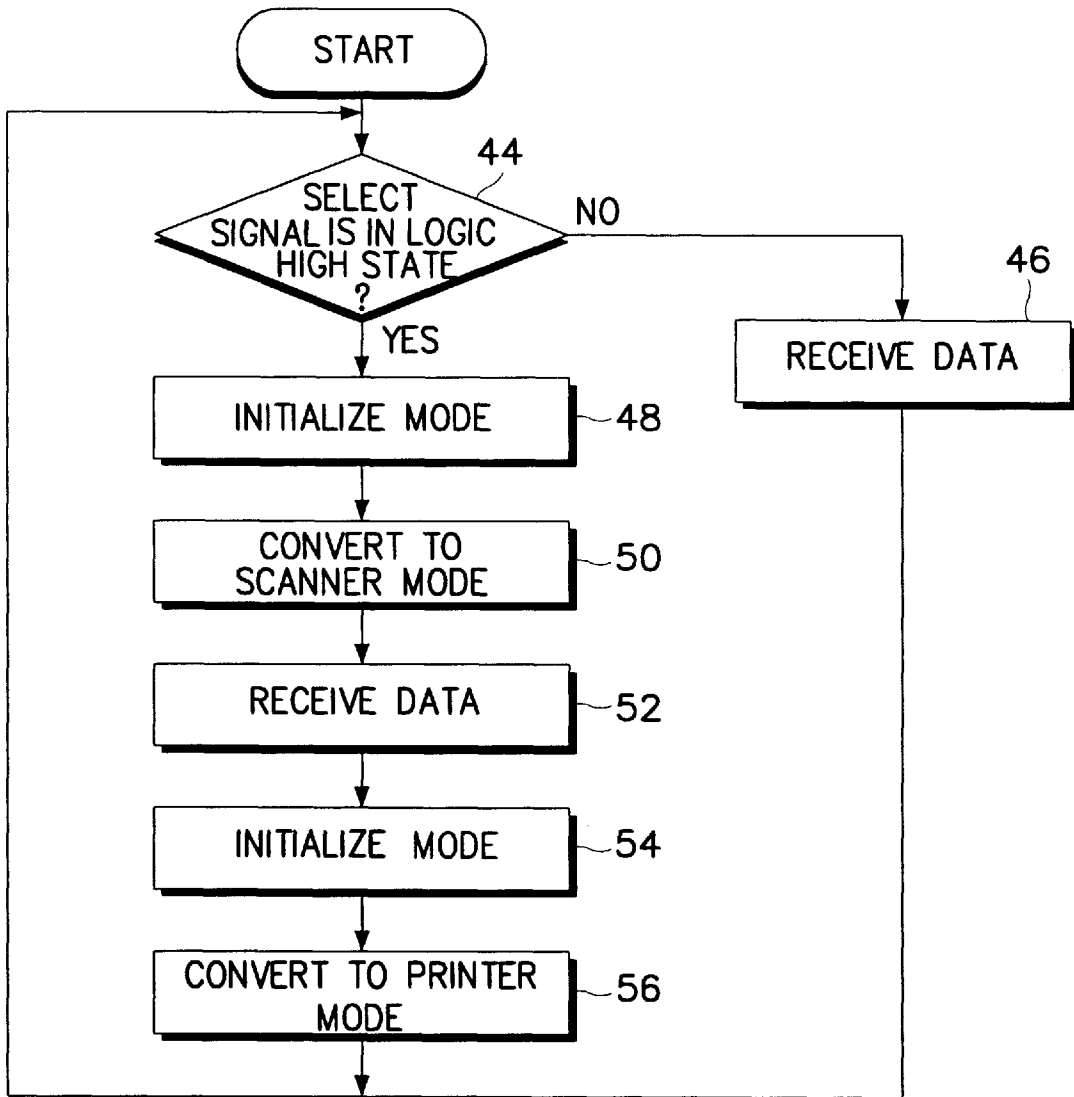 START
44
SELECT
SIGNAL IS IN LOGIC
HIGH STATE
?
NO
YES
46
RECEIVE DATA
INITIALIZE MODE
48
CONVERT TO
SCANNER MODE
50
RECEIVE DATA
52
INITIALIZE MODE
54
CONVERT TO PRINTER
MODE
56